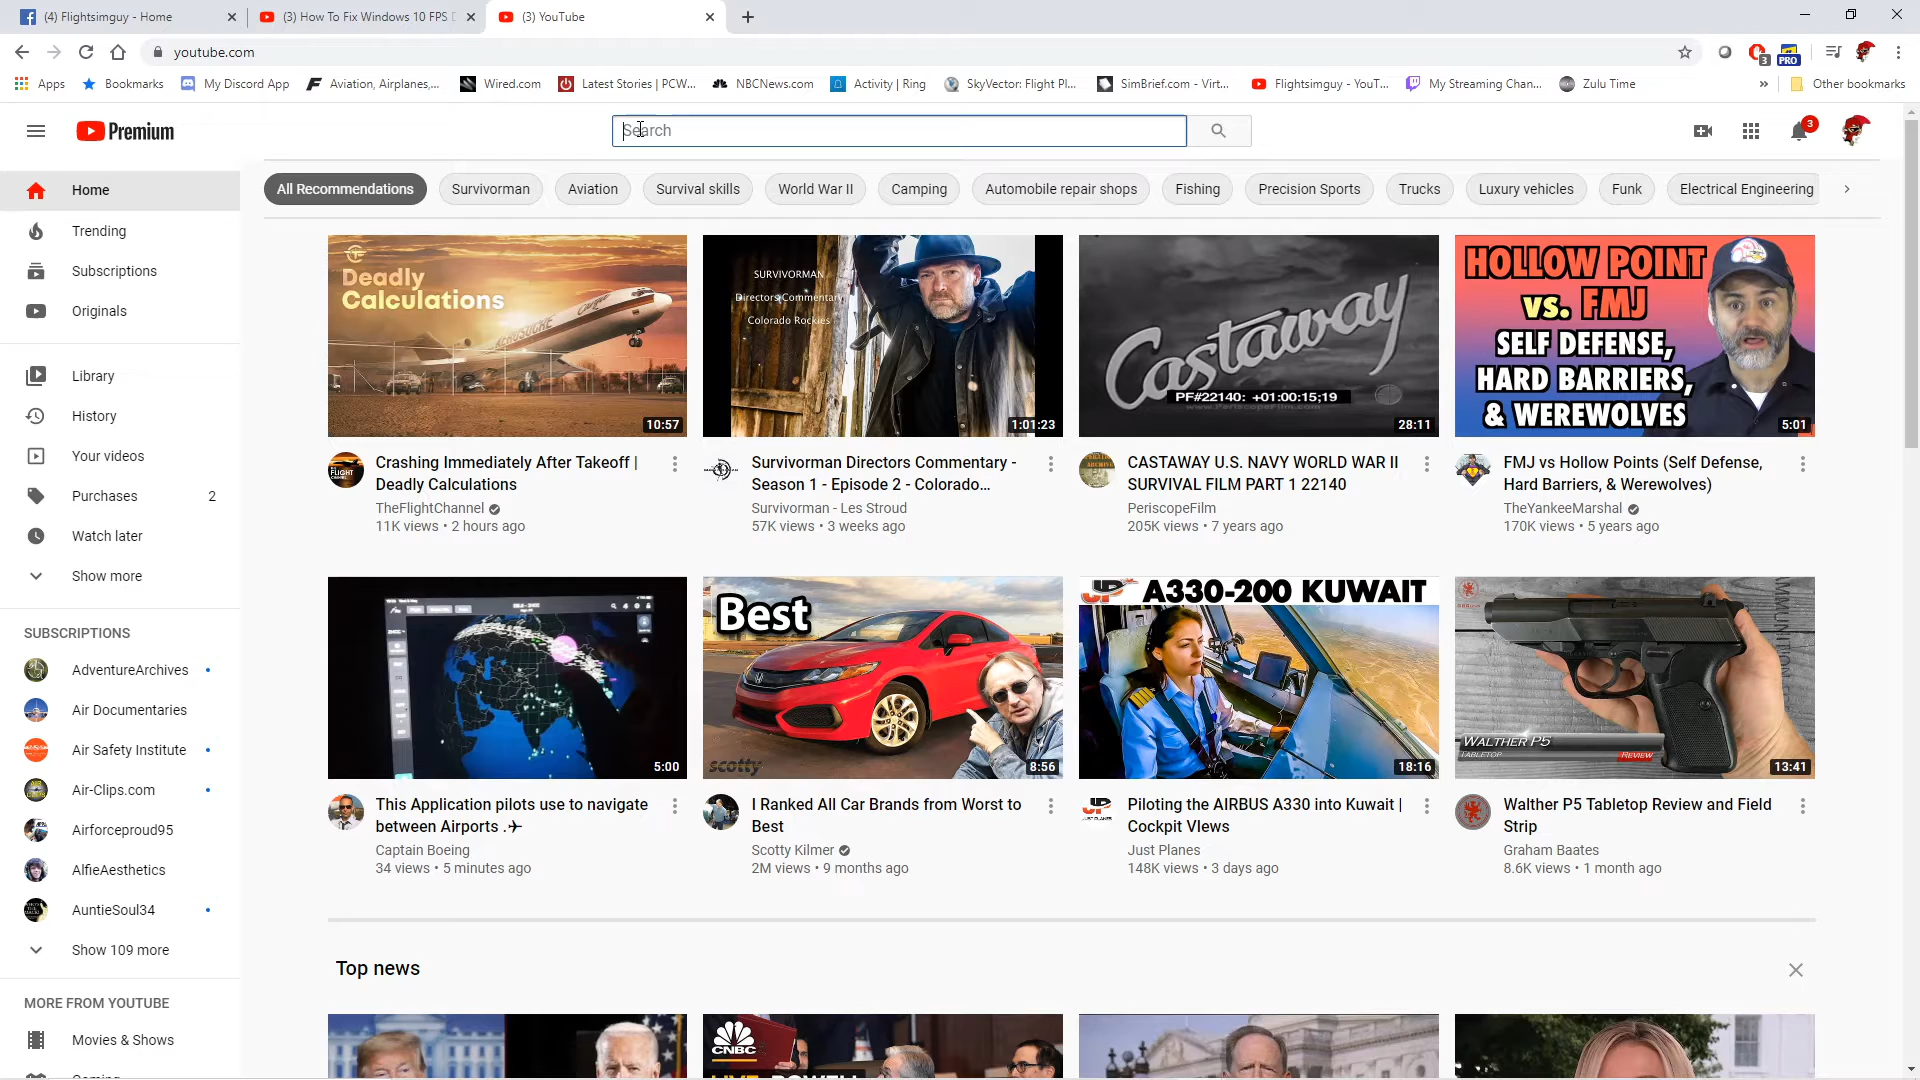 (4) Flightsimguy - Home
(3) How To Fix Windows 10 FPS D
(3) YouTube
youtube.com
3
PRO
Apps
Bookmarks
My Discord App
Aviation, Airplanes,...
Wired.com
Latest Stories | PCW...
NBCNews.com
Activity | Ring
SkyVector: Flight Pl...
SimBrief.com - Virt...
Flightsimguy - YouT...
My Streaming Chan...
Zulu Time
»
Other bookmarks
Premium
Search
3
Home
Trending
Subscriptions
Originals
Library
History
Your videos
Purchases 2
Watch later
Show more
SUBSCRIPTIONS
AdventureArchives
Air Documentaries
Air Safety Institute
Air-Clips.com
Airforceproud95
AlfieAesthetics
AuntieSoul34
Show 109 more
MORE FROM YOUTUBE
Movies & Shows
All Recommendations
Survivorman
Aviation
Survival skills
World War II
Camping
Automobile repair shops
Fishing
Precision Sports
Trucks
Luxury vehicles
Funk
Electrical Engineering
Deadly
Calculations
10:57
Crashing Immediately After Takeoff |
Deadly Calculations
TheFlightChannel
11K views • 2 hours ago
SURVIVORMAN
Directors Commentary
Colorado Rockies
1:01:23
Survivorman Directors Commentary -
Season 1 - Episode 2 - Colorado...
Survivorman - Les Stroud
57K views • 3 weeks ago
Castaway
PF#22140: +01:00:15;19
www.PeriscopeFilm.com
28:11
CASTAWAY U.S. NAVY WORLD WAR II
SURVIVAL FILM PART 1 22140
PeriscopeFilm
205K views • 7 years ago
HOLLOW POINT
VS. FMJ
SELF DEFENSE,
HARD BARRIERS,
& WEREWOLVES
5:01
FMJ vs Hollow Points (Self Defense,
Hard Barriers, & Werewolves)
TheYankeeMarshal
170K views • 5 years ago
5:00
This Application pilots use to navigate
between Airports .✈
Captain Boeing
34 views • 5 minutes ago
Best
scotty
8:56
I Ranked All Car Brands from Worst to
Best
Scotty Kilmer
2M views • 9 months ago
JP A330-200 KUWAIT
18:16
Piloting the AIRBUS A330 into Kuwait |
Cockpit VIews
Just Planes
148K views • 3 days ago
WALTHER P5
TABLETOP REVIEW
13:41
Walther P5 Tabletop Review and Field
Strip
Graham Baates
8.6K views • 1 month ago
Top news
CNBC